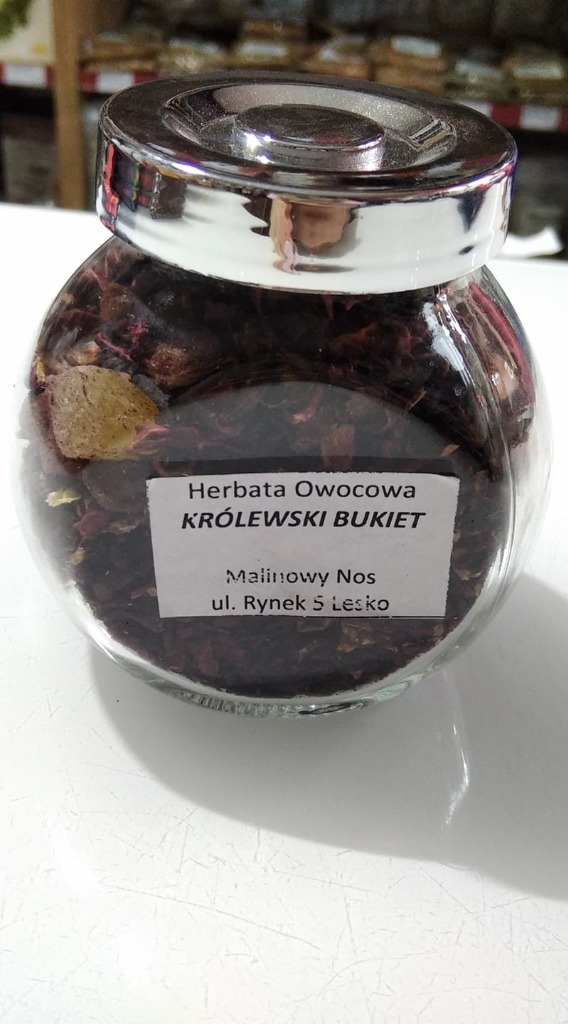 Herbata Owocowa
KRÓLEWSKI BUKIET
Malinowy Nos
ul. Rynek 5 Lesko